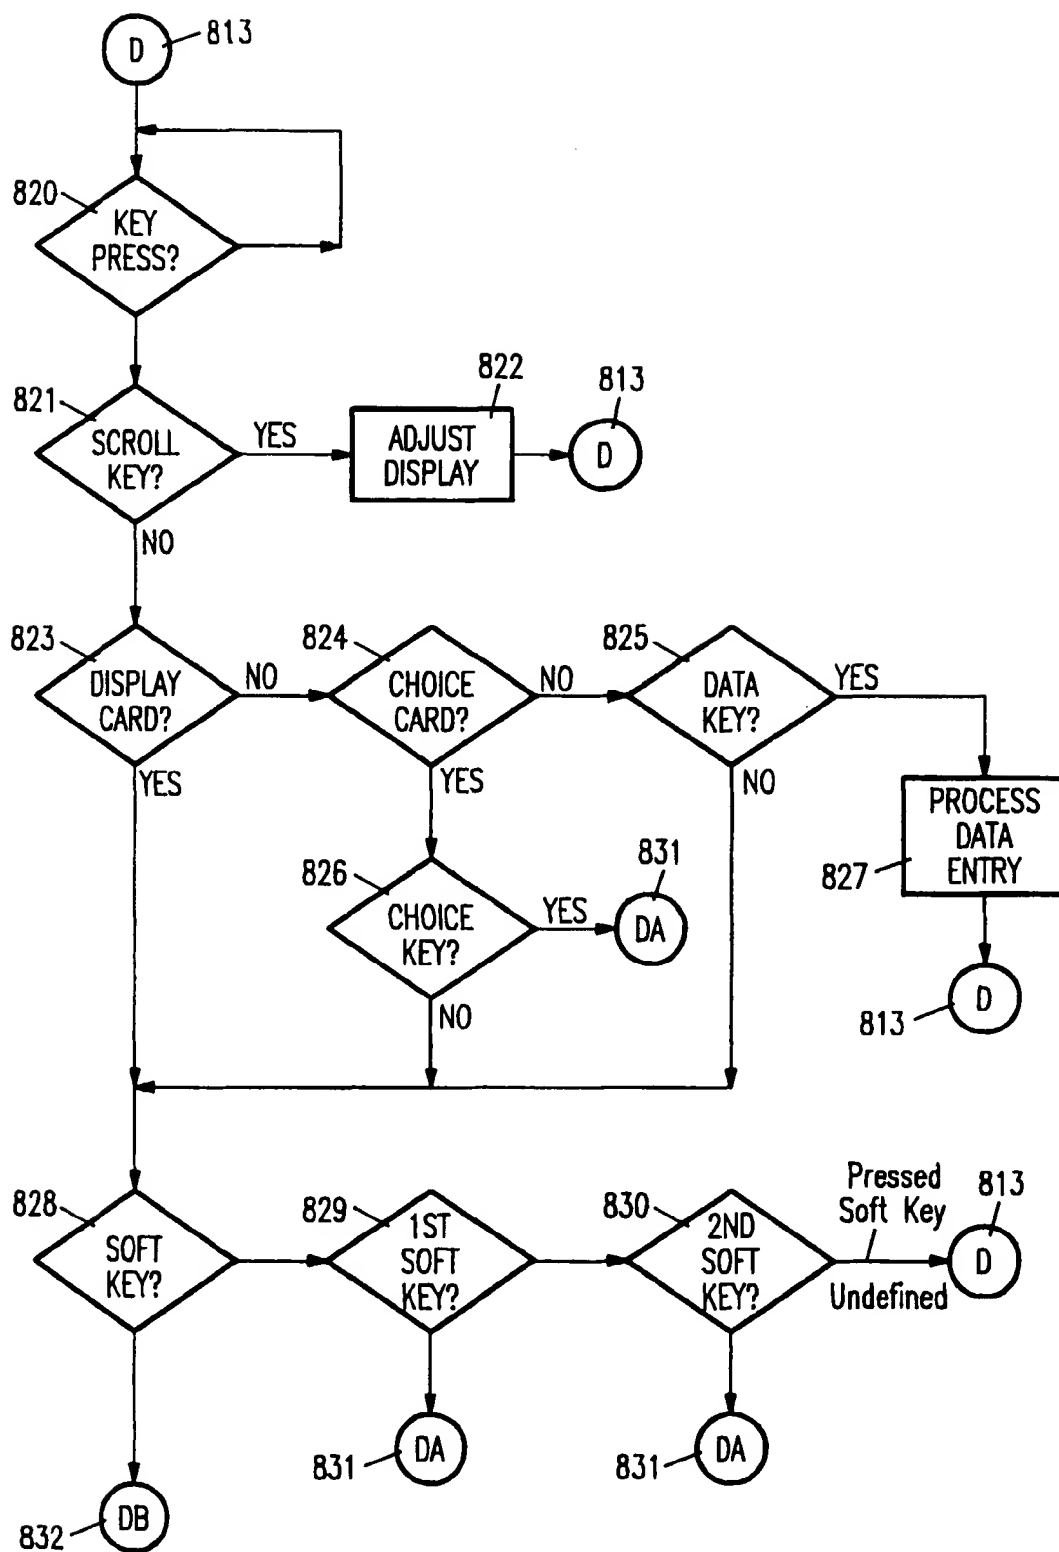 D
813
820
KEY
PRESS?
821
SCROLL
KEY?
YES
NO
822
ADJUST
DISPLAY
813
D
823
DISPLAY
CARD?
NO
YES
824
CHOICE
CARD?
NO
YES
825
DATA
KEY?
YES
NO
826
CHOICE
KEY?
YES
NO
831
DA
PROCESS
DATA
ENTRY
827
D
813
828
SOFT
KEY?
829
1ST
SOFT
KEY?
830
2ND
SOFT
KEY?
Pressed
Soft Key
Undefined
813
D
DA
831
DA
831
DB
832